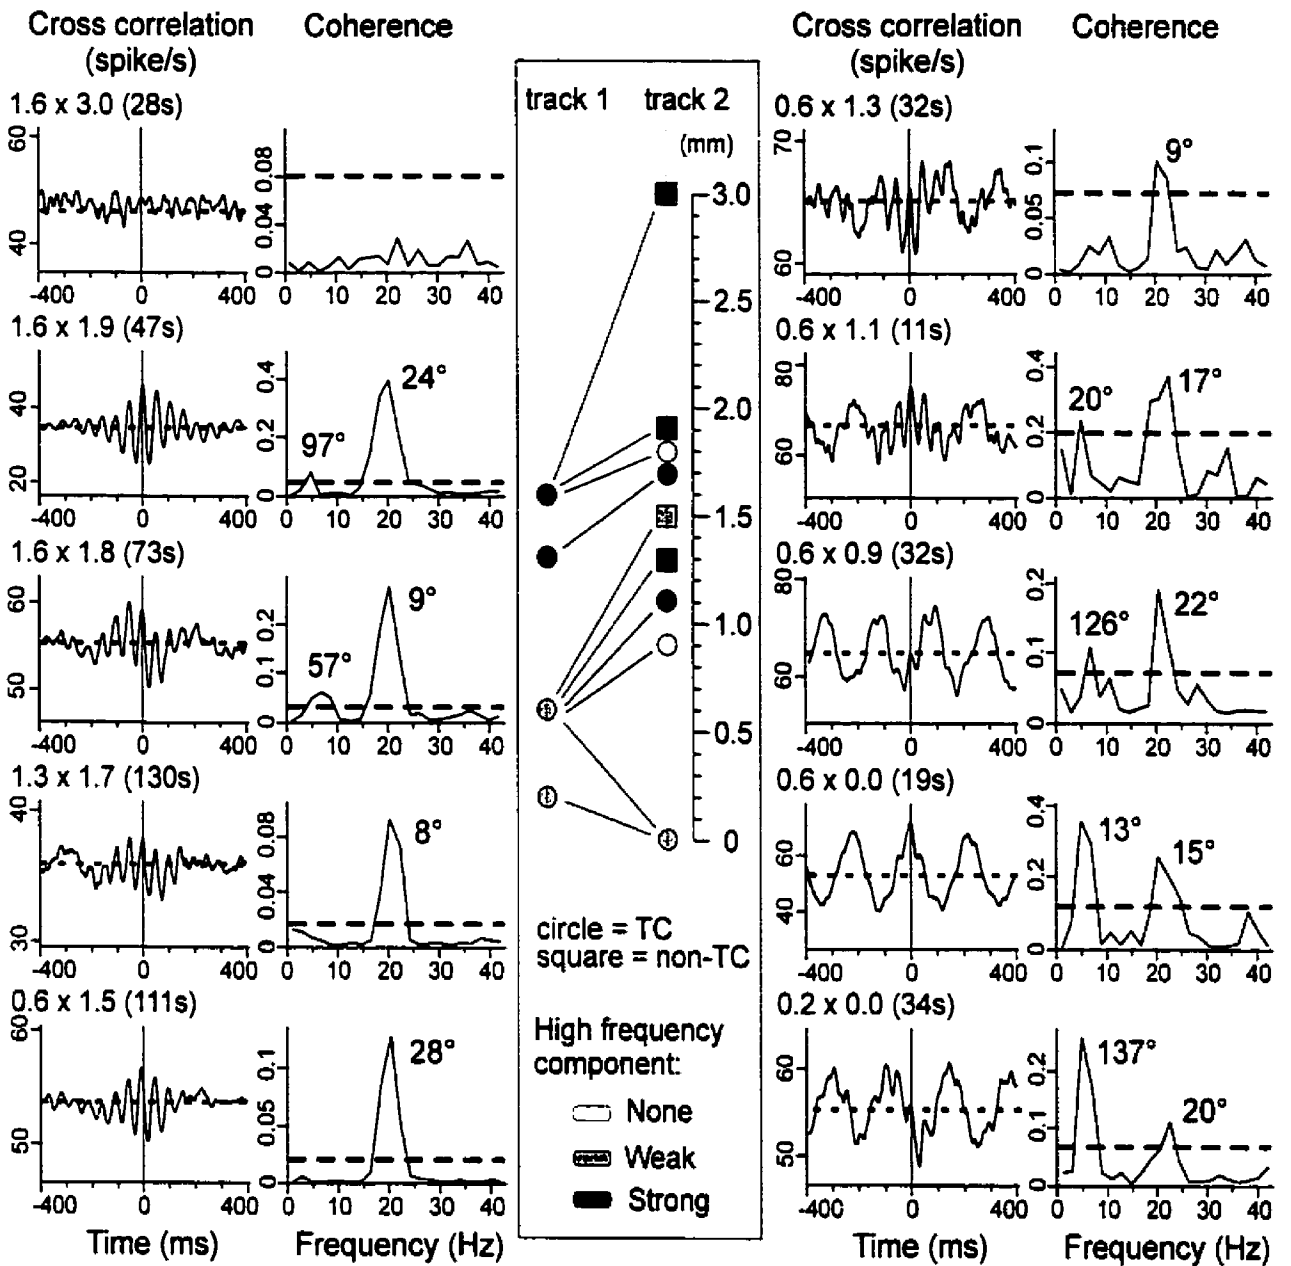 Cross correlation
(spike/s)
Coherence
1.6 x 3.0 (28s)
60
40
-400 0 400
0.08
0.04
0
0 10 20 30 40
1.6 x 1.9 (47s)
40
20
-400 0 400
0.4
0.2
0
97°
24°
0 10 20 30 40
1.6 x 1.8 (73s)
60
50
-400 0 400
0.2
0.1
0
57°
9°
0 10 20 30 40
1.3 x 1.7 (130s)
40
30
-400 0 400
0.08
0.04
0
8°
0 10 20 30 40
0.6 x 1.5 (111s)
60
50
-400 0 400
Time (ms)
0.1
0.05
0
28°
0 10 20 30 40
Frequency (Hz)
track 1 track 2
(mm)
3.0
2.5
2.0
1.5
1.0
0.5
0
circle = TC
square = non-TC
High frequency
component:
None
Weak
Strong
Cross correlation
(spike/s)
Coherence
0.6 x 1.3 (32s)
70
60
-400 0 400
0.1
0.05
0
9°
0 10 20 30 40
0.6 x 1.1 (11s)
80
60
-400 0 400
0.4
0.2
0
20°
17°
0 10 20 30 40
0.6 x 0.9 (32s)
80
60
-400 0 400
0.2
0.1
0
126°
22°
0 10 20 30 40
0.6 x 0.0 (19s)
60
40
-400 0 400
0.4
0.2
0
13°
15°
0 10 20 30 40
0.2 x 0.0 (34s)
60
50
-400 0 400
Time (ms)
0.2
0.1
0
137°
20°
0 10 20 30 40
Frequency (Hz)